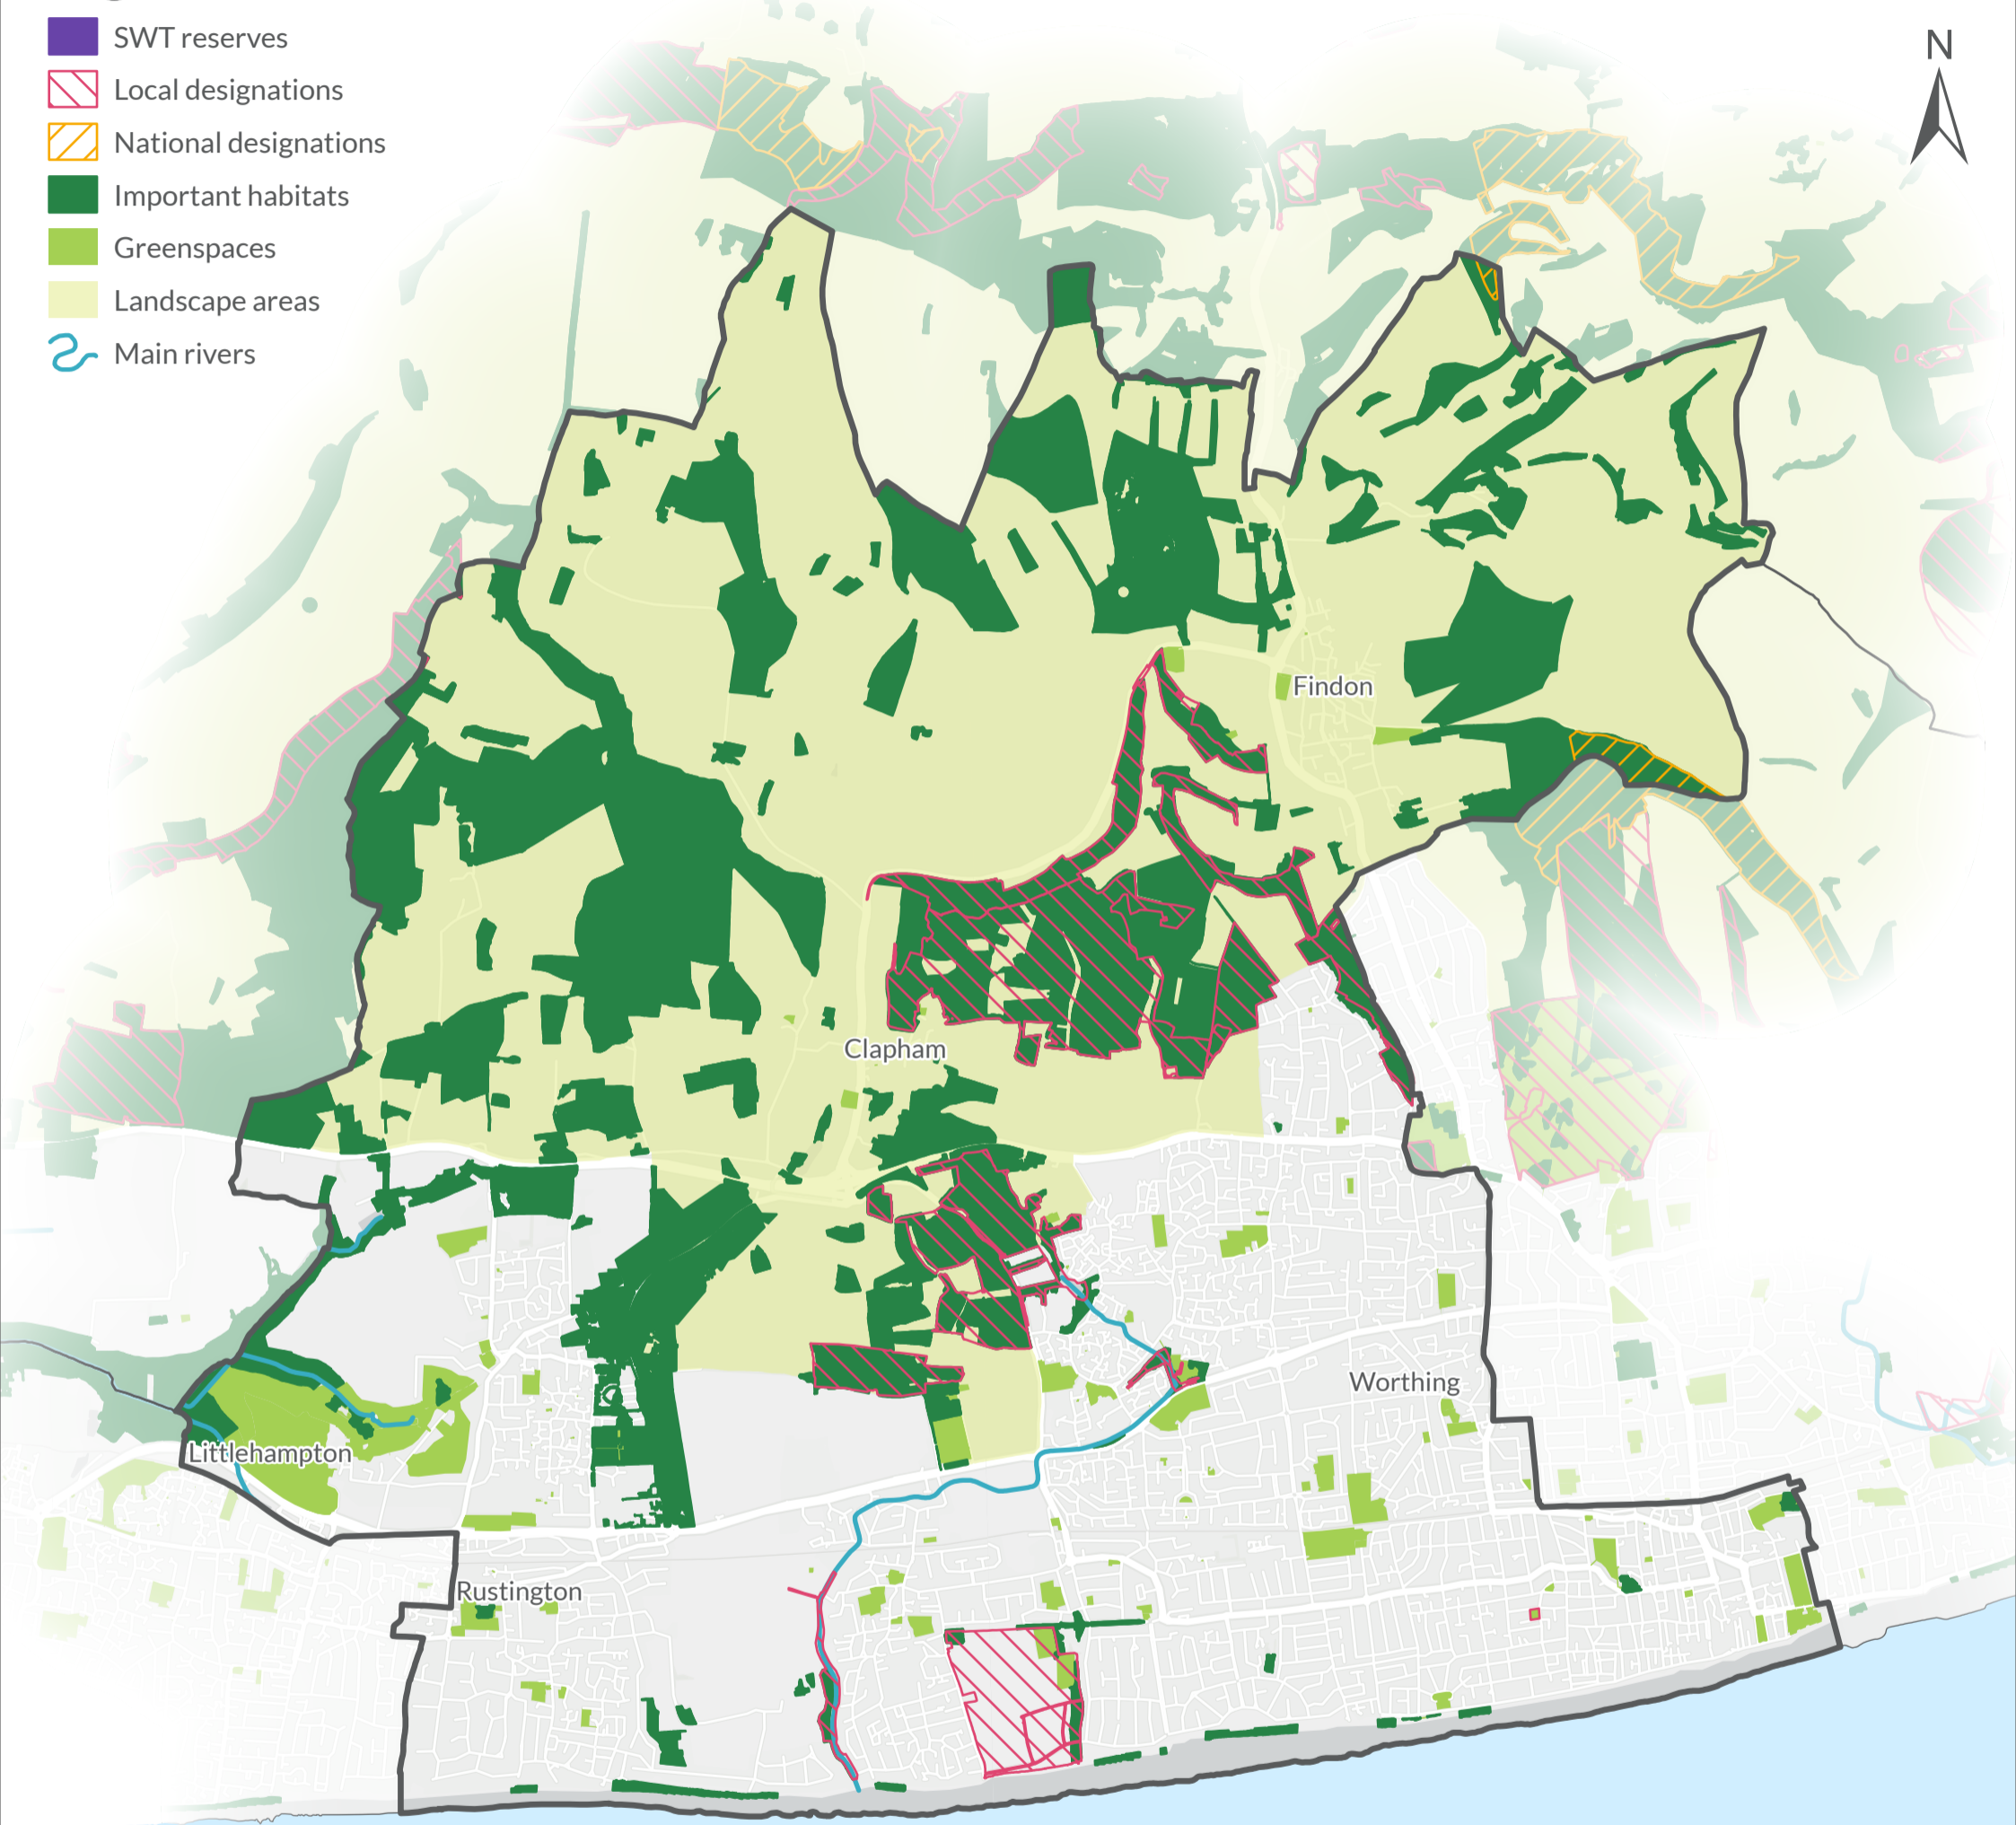 SWT reserves
Local designations
National designations
Important habitats
Greenspaces
Landscape areas
Main rivers
N
Findon
Clapham
Worthing
Littlehampton
Rustington